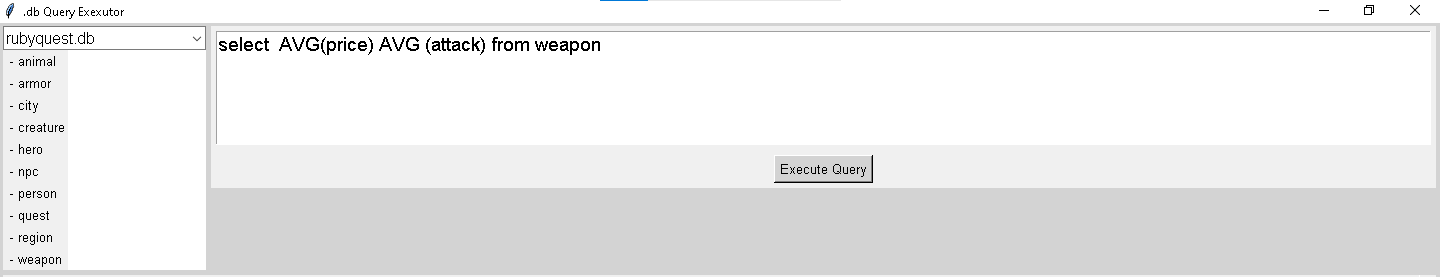 .db Query Exexutor
rubyquest.db
- animal
- armor
- city
- creature
- hero
- npc
- person
- quest
- region
- weapon
select  AVG(price) AVG (attack) from weapon
Execute Query